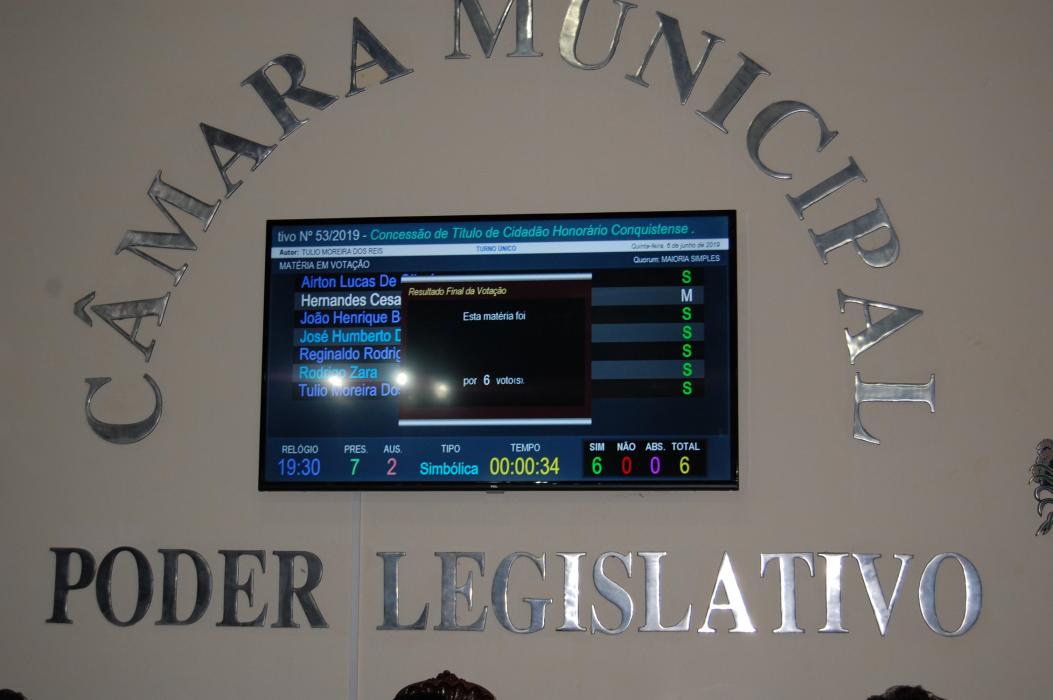 CÂMARA MUNICIPAL
tivo Nº 53/2019 - Concessão de Titulo de Cidadão Honorário Conquistense .
Autor: TULIO MOREIRA DOS REIS TURNO ÚNICO Quinta-feira, 6 de junho de 2019
MATÉRIA EM VOTAÇÃO Quorum: MAIORIA SIMPLES
Airton Lucas De S
Hernandes Cesa M
João Henrique B S
José Humberto D S
Reginaldo Rodrig S
Rodrigo Zara S
Tulio Moreira Do S
Resultado Final da Votação
Esta matéria foi
por 6 voto(s).
RELÓGIO PRES. AUS. TIPO TEMPO SIM NÃO ABS. TOTAL
19:30 7 2 Simbólica 00:00:34 6 0 0 6
TCL
PODER LEGISLATIVO